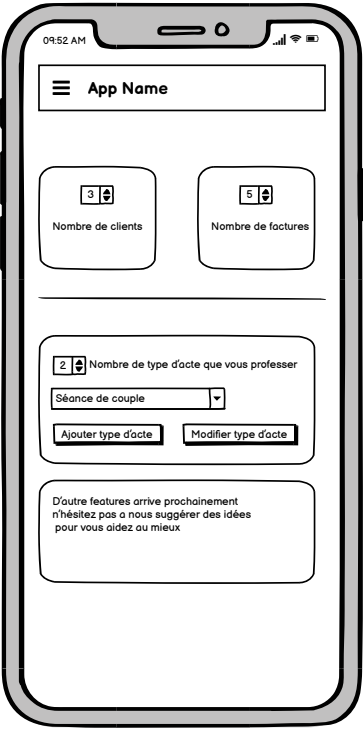 09:52 AM
App Name
3
5
Nombre de clients
Nombre de factures
2 Nombre de type d'acte que vous professer
Séance de couple
Ajouter type d'acte
Modifier type d'acte
D'autre features arrive prochainement
n'hésitez pas a nous suggérer des idées
pour vous aidez au mieux